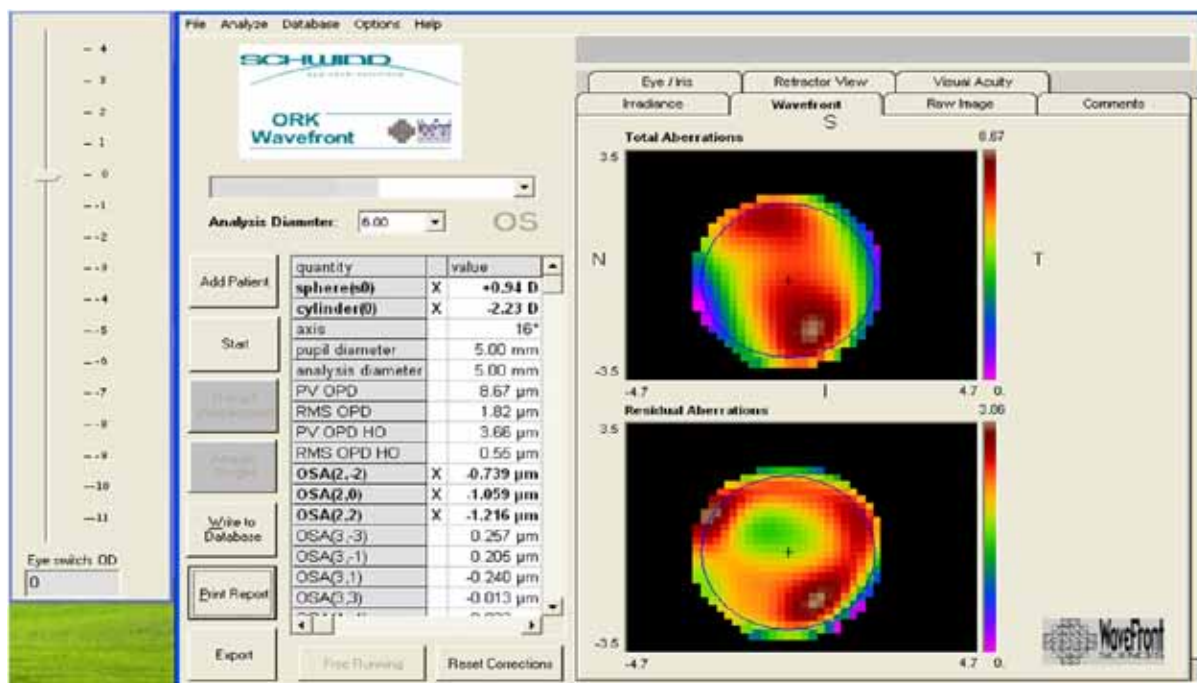 File Analyze Database Options Help
4
3
2
1
0
-1
-2
-3
-4
-5
-6
-7
-8
-9
-10
-11
Eye switch OD
0
SCHWIND
ORK
Wavefront
Analysis Diameter: 6.00 OS
Add Patient
Start
Write to
Database
Print Report
Export
quantity value
sphere(s0) X +0.94 D
cylinder(0) X -2.23 D
axis 16°
pupil diameter 5.00 mm
analysis diameter 5.00 mm
PV OPD 8.67 µm
RMS OPD 1.82 µm
PV OPD HO 3.66 µm
RMS OPD HO 0.55 µm
OSA(2,-2) X -0.739 µm
OSA(2,0) X -1.059 µm
OSA(2,2) X -1.216 µm
OSA(3,-3) 0.257 µm
OSA(3,-1) 0.205 µm
OSA(3,1) -0.240 µm
OSA(3,3) -0.013 µm
Free Running Reset Corrections
Eye / Iris Refractor View Visual Acuity
Irradiance Wavefront Raw Image Comments
S
Total Aberrations
3.5
N T
-3.5
-4.7 I 4.7 0.
Residual Aberrations
3.5
-3.5
-4.7 4.7 0.
WaveFront